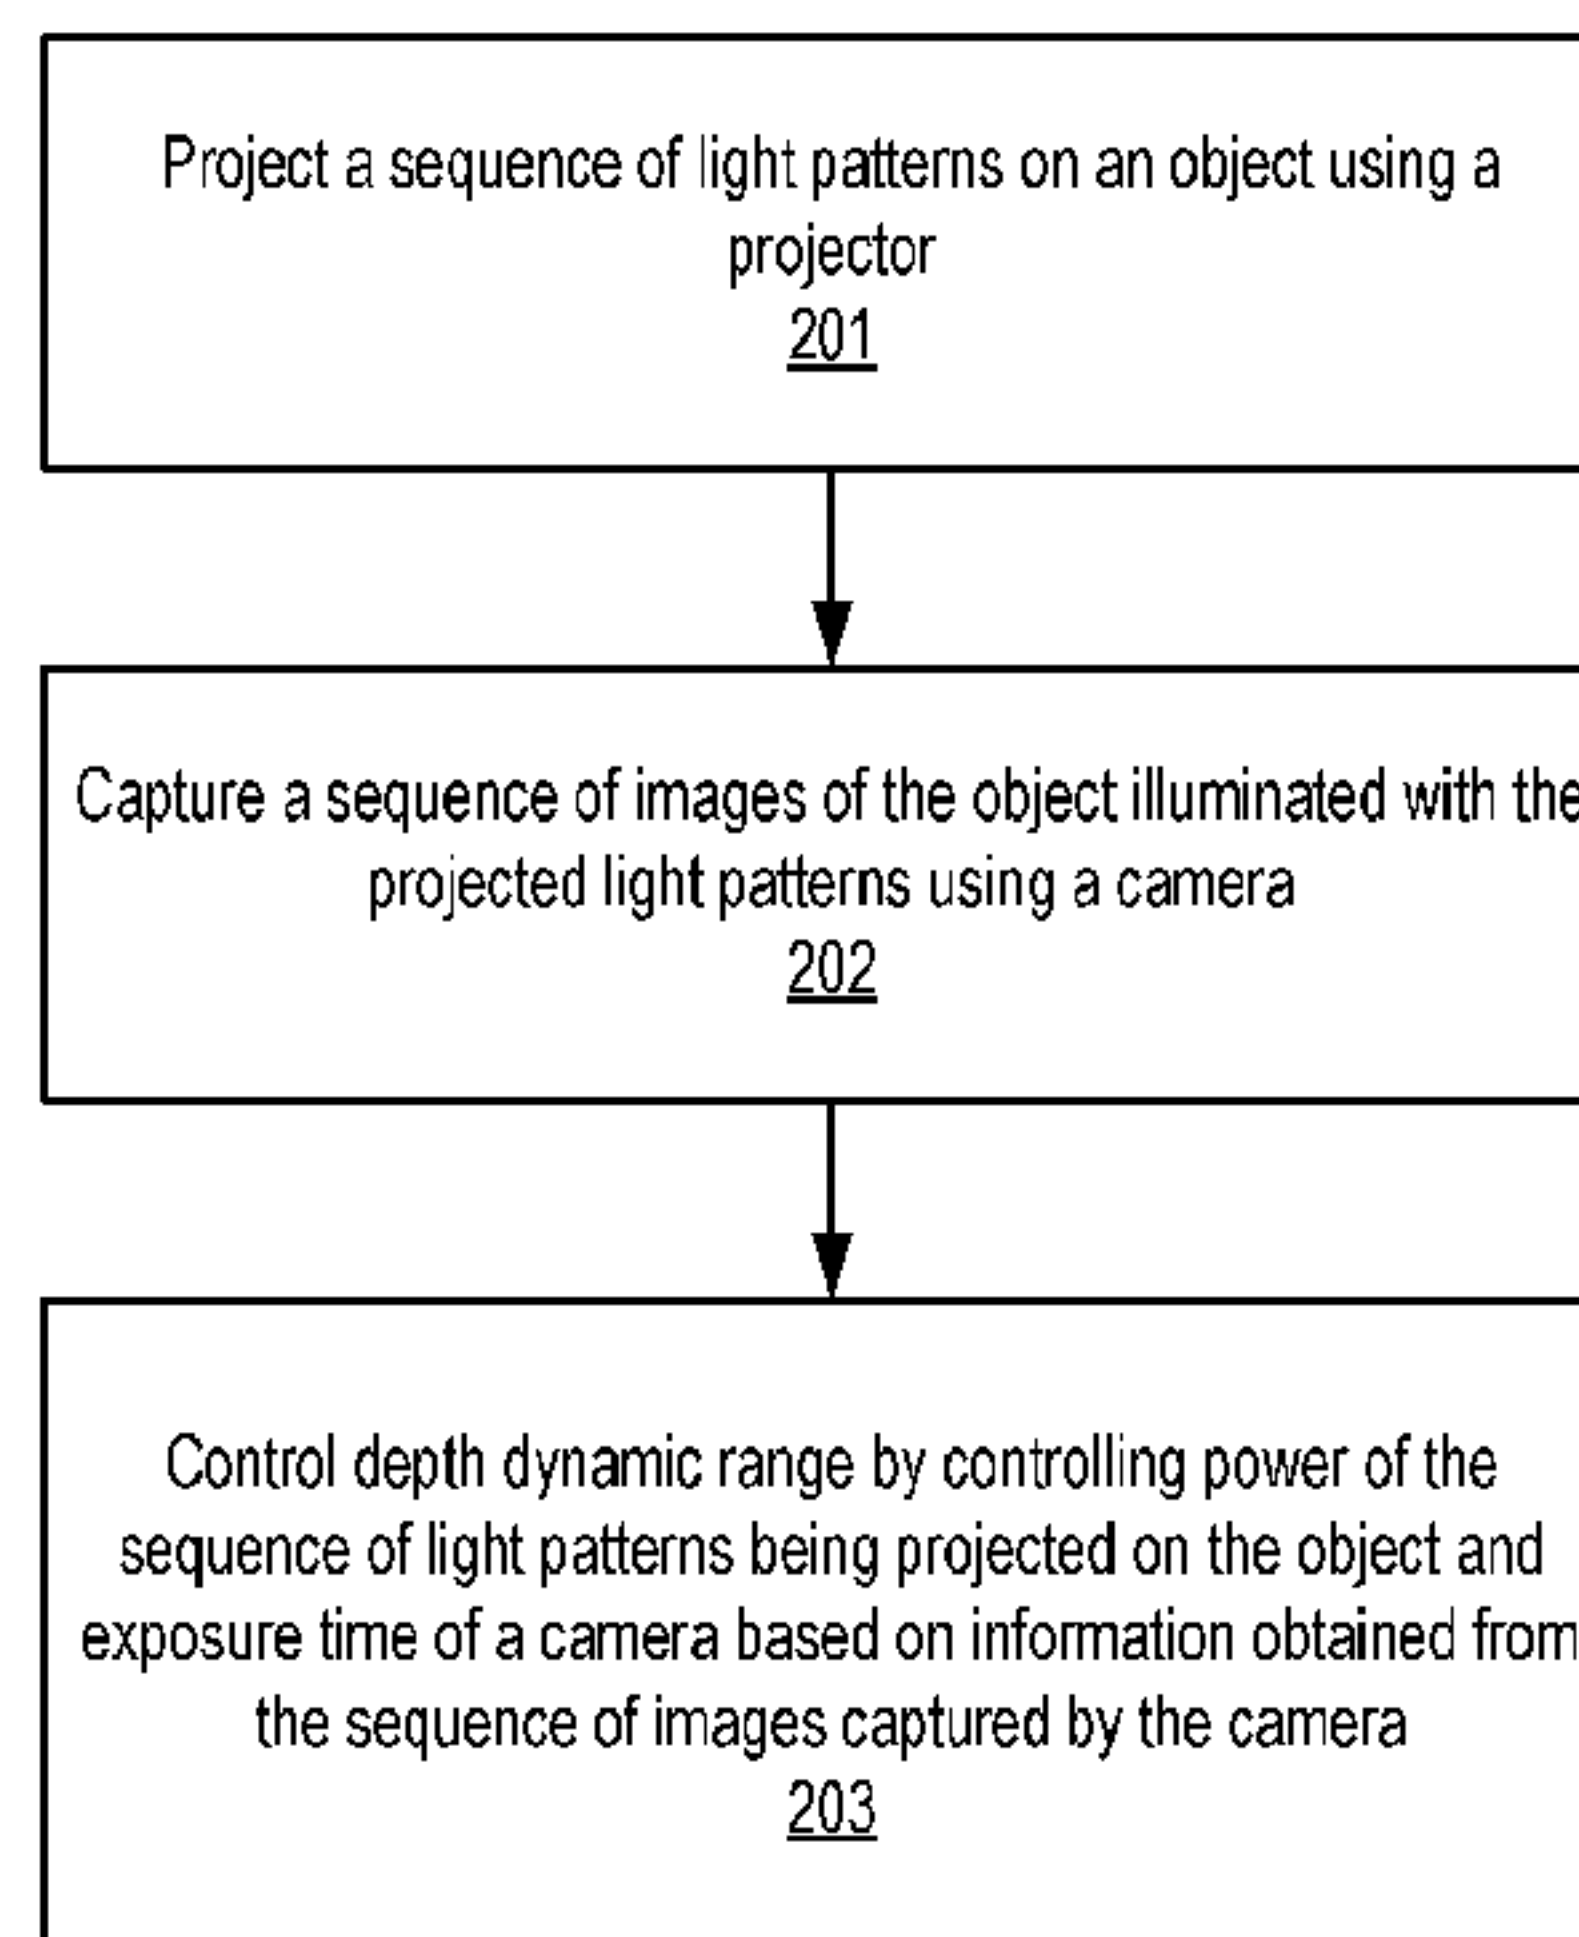 Project a sequence of light patterns on an object using a
projector
201
Capture a sequence of images of the object illuminated with the
projected light patterns using a camera
202
Control depth dynamic range by controlling power of the
sequence of light patterns being projected on the object and
exposure time of a camera based on information obtained from
the sequence of images captured by the camera
203